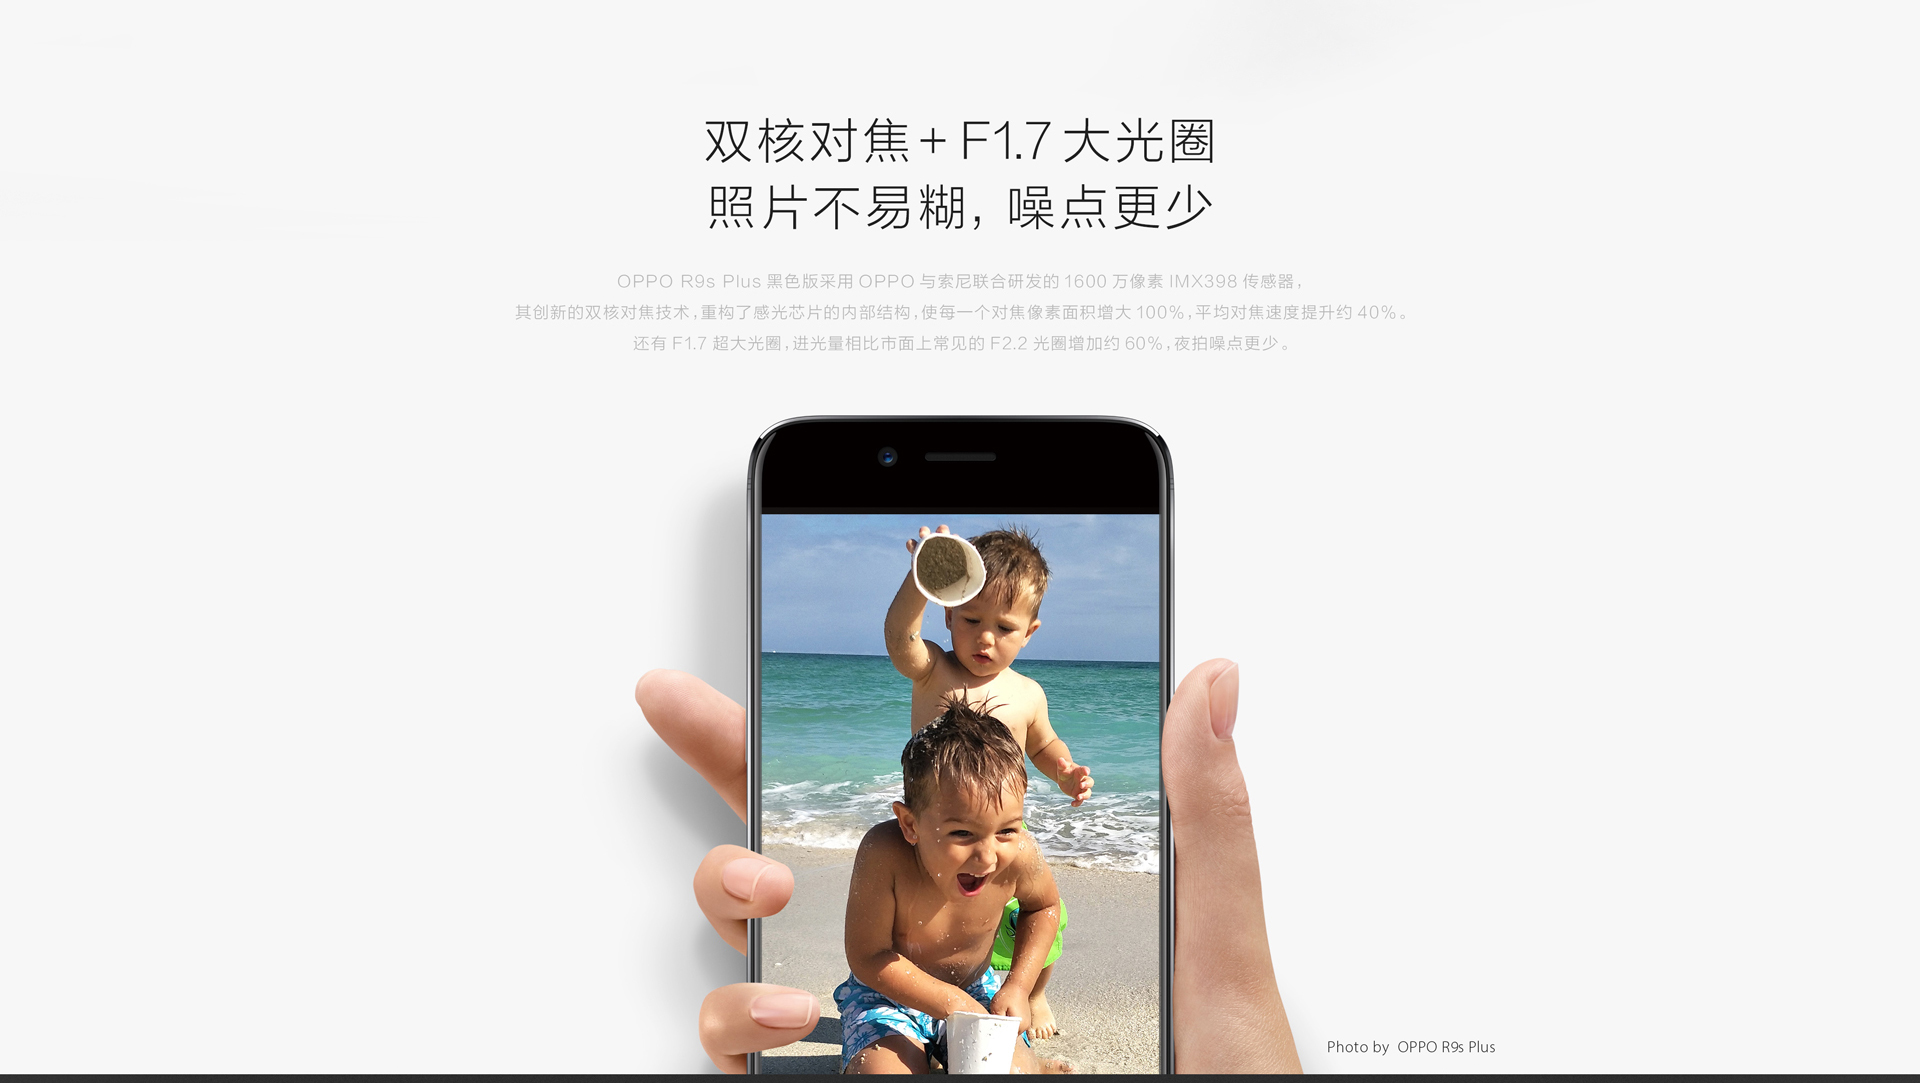 双核对焦+F1.7大光圈
照片不易糊, 噪点更少
OPPO R9s Plus 黑色版采用 OPPO 与索尼联合研发的 1600 万像素 IMX398 传感器,
其创新的双核对焦技术,重构了感光芯片的内部结构,使每一个对焦像素面积增大 100%,平均对焦速度提升约 40%。
还有 F1.7 超大光圈,进光量相比市面上常见的 F2.2 光圈增加约 60%,夜拍噪点更少。
Photo by OPPO R9s Plus